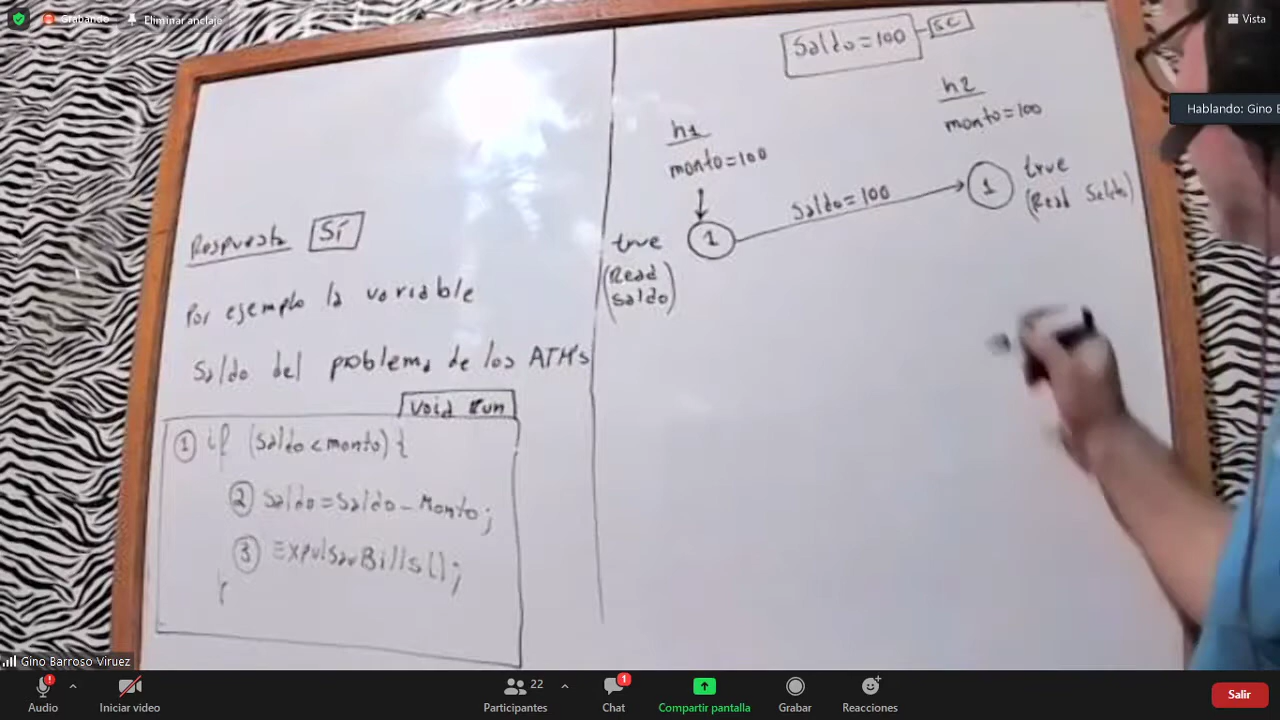 Grabando
Eliminar anclaje
Vista
Hablando: Gino B
Respuesta Sí
Por ejemplo la variable
Saldo del problema de los ATM's
Void Run
1 if (Saldo < monto) {
2 Saldo = Saldo - Monto;
3 ExpulsarBills();
}
Saldo = 100
SC
h1
monto = 100
1
true
(Read
Saldo)
Saldo = 100
h2
monto = 100
1
true
(Read Saldo)
Gino Barroso Viruez
Audio
Iniciar video
22
Participantes
1
Chat
Compartir pantalla
Grabar
Reacciones
Salir